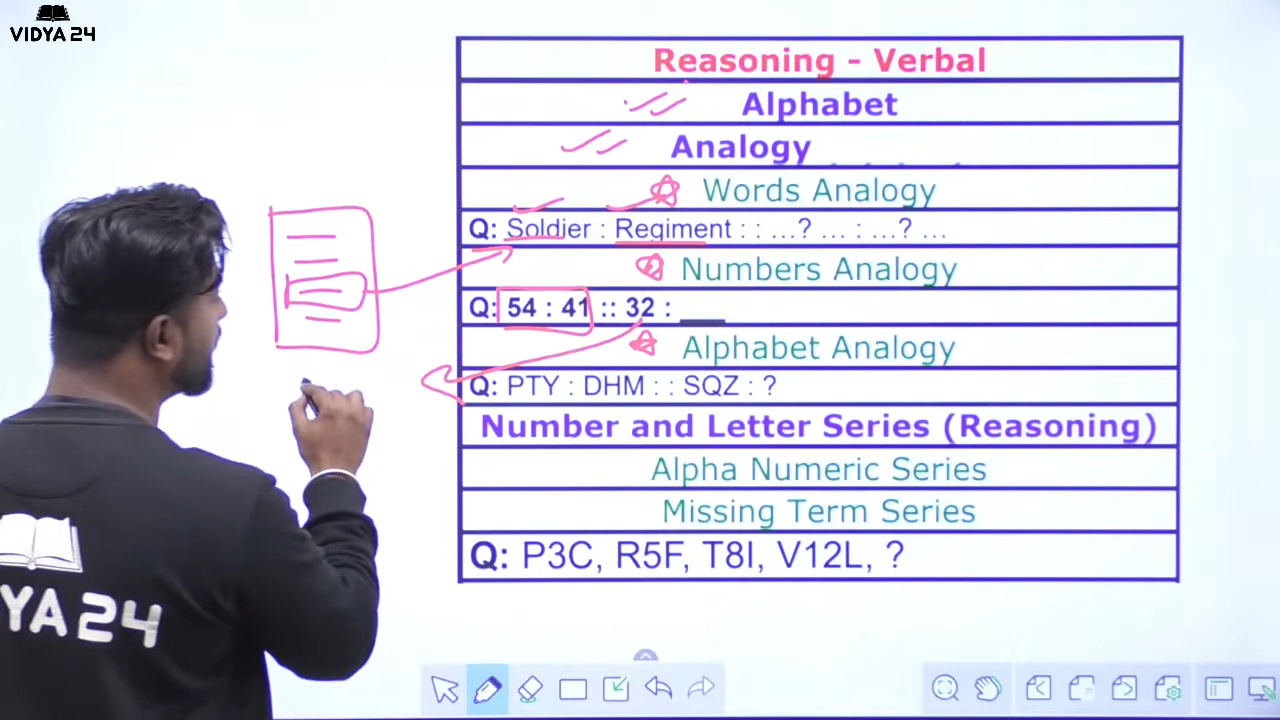 VIDYA 24
Reasoning - Verbal
Alphabet
Analogy
Words Analogy
Q: Soldier : Regiment : : ...? ... : ...? ...
Numbers Analogy
Q: 54 : 41 :: 32 : ___
Alphabet Analogy
Q: PTY : DHM : : SQZ : ?
Number and Letter Series (Reasoning)
Alpha Numeric Series
Missing Term Series
Q: P3C, R5F, T8I, V12L, ?
YA 24